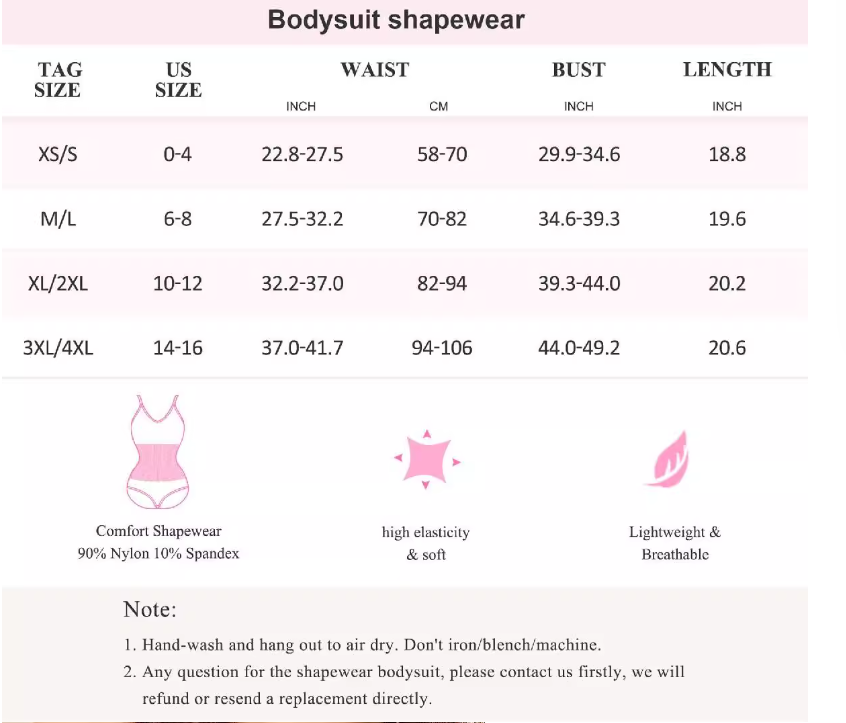 Bodysuit shapewear
TAG SIZE US SIZE WAIST BUST LENGTH
INCH CM INCH INCH
XS/S 0-4 22.8-27.5 58-70 29.9-34.6 18.8
M/L 6-8 27.5-32.2 70-82 34.6-39.3 19.6
XL/2XL 10-12 32.2-37.0 82-94 39.3-44.0 20.2
3XL/4XL 14-16 37.0-41.7 94-106 44.0-49.2 20.6
Comfort Shapewear
90% Nylon 10% Spandex
high elasticity
& soft
Lightweight &
Breathable
Note:
1. Hand-wash and hang out to air dry. Don't iron/blench/machine.
2. Any question for the shapewear bodysuit, please contact us firstly, we will
refund or resend a replacement directly.